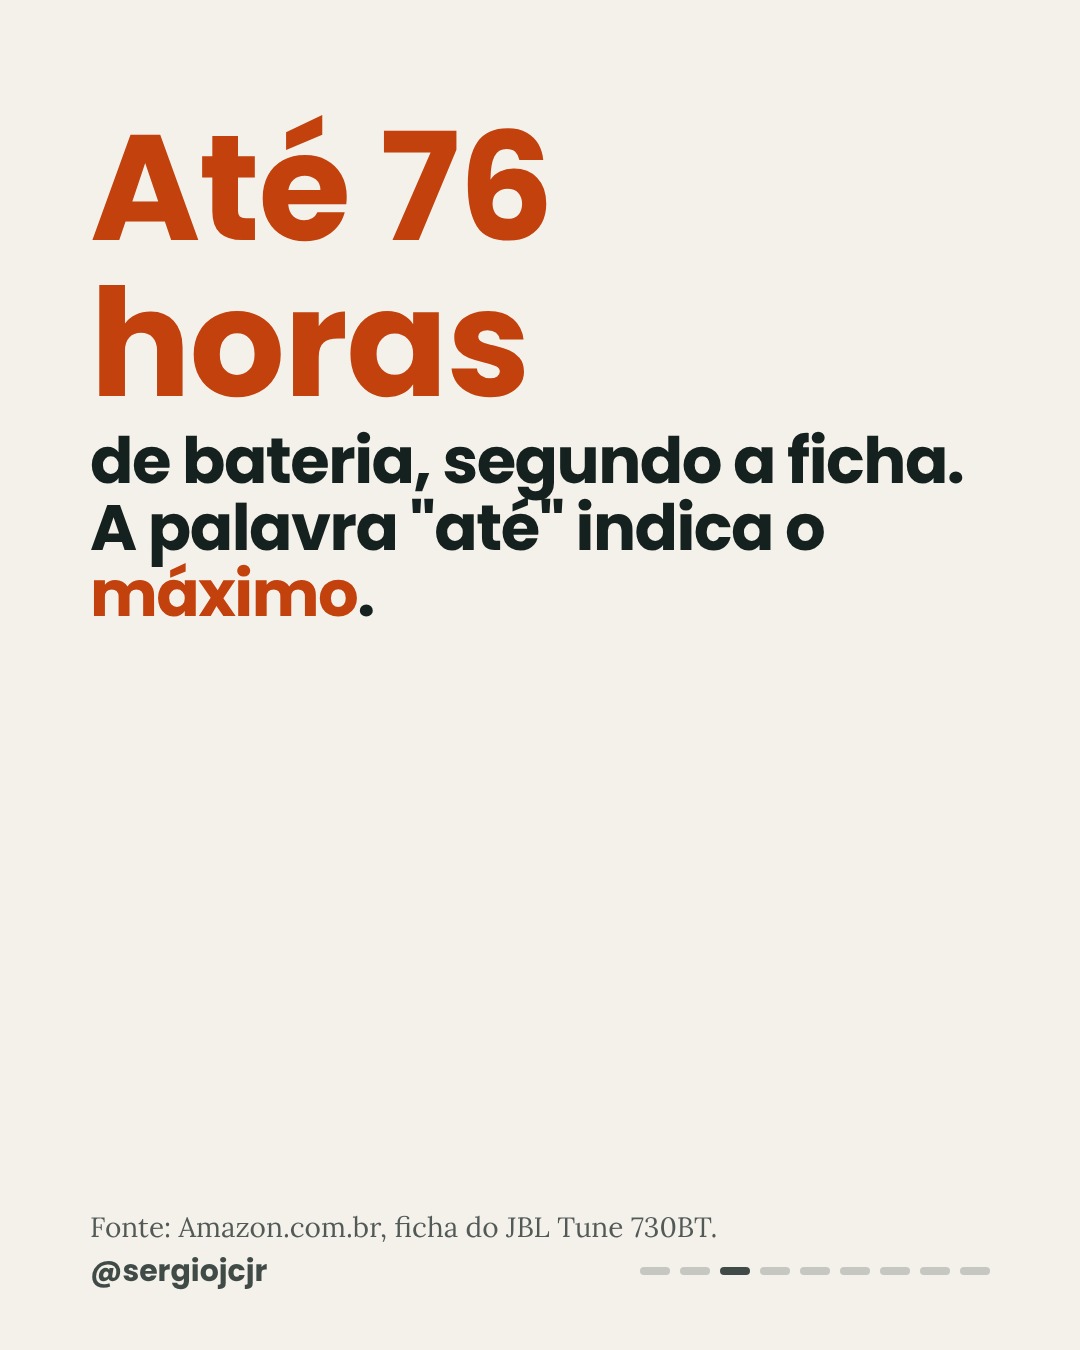 Até 76
horas
de bateria, segundo a ficha.
A palavra "até" indica o
máximo.
Fonte: Amazon.com.br, ficha do JBL Tune 730BT.
@sergiojcjr